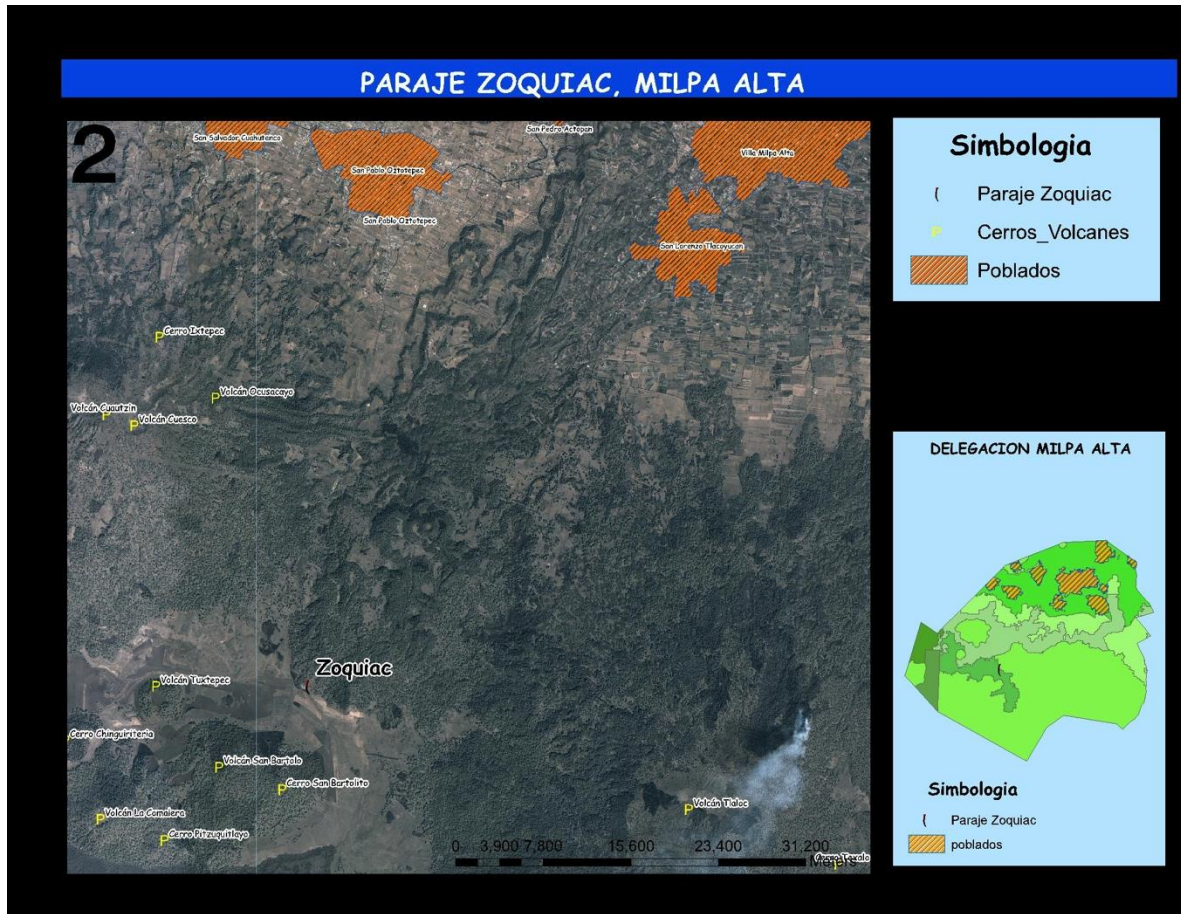 PARAJE ZOQUIAC, MILPA ALTA
2
San Salvador Cuahutenco
San Pedro Actopan
San Pablo Oztotepec
Villa Milpa Alta
San Pablo Oztotepec
San Lorenzo Tlacoyucan
P Cerro Ixtepec
P Volcán Ocusacayo
Volcán Cuautzin
P
P Volcán Cuesco
Zoquiac
P Volcán Tuxtepec
Cerro Chinguiriteria
P Volcán San Bartolo
P Cerro San Bartolito
P Volcán La Comalera
P Cerro Pitzuquitlayo
P Volcán Tlaloc
0 3,900 7,800 15,600 23,400 31,200
Meters
P
Simbologia
Paraje Zoquiac
P Cerros_Volcanes
Poblados
DELEGACION MILPA ALTA
Simbologia
Paraje Zoquiac
poblados